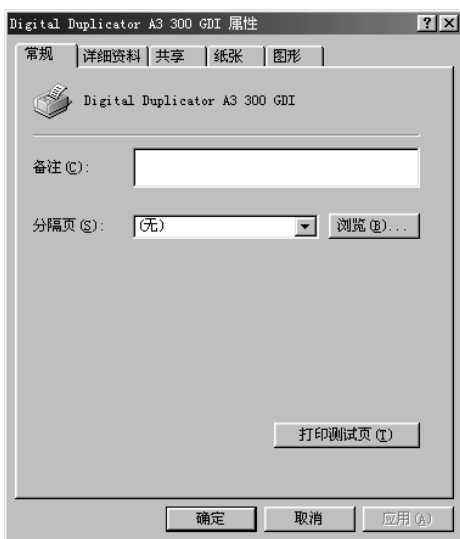 Digital Duplicator A3 300 GDI 属性
常规 详细资料 共享 纸张 图形
Digital Duplicator A3 300 GDI
备注(C):
分隔页(S): (无) 浏览(B)...
打印测试页(T)
确定 取消 应用(A)